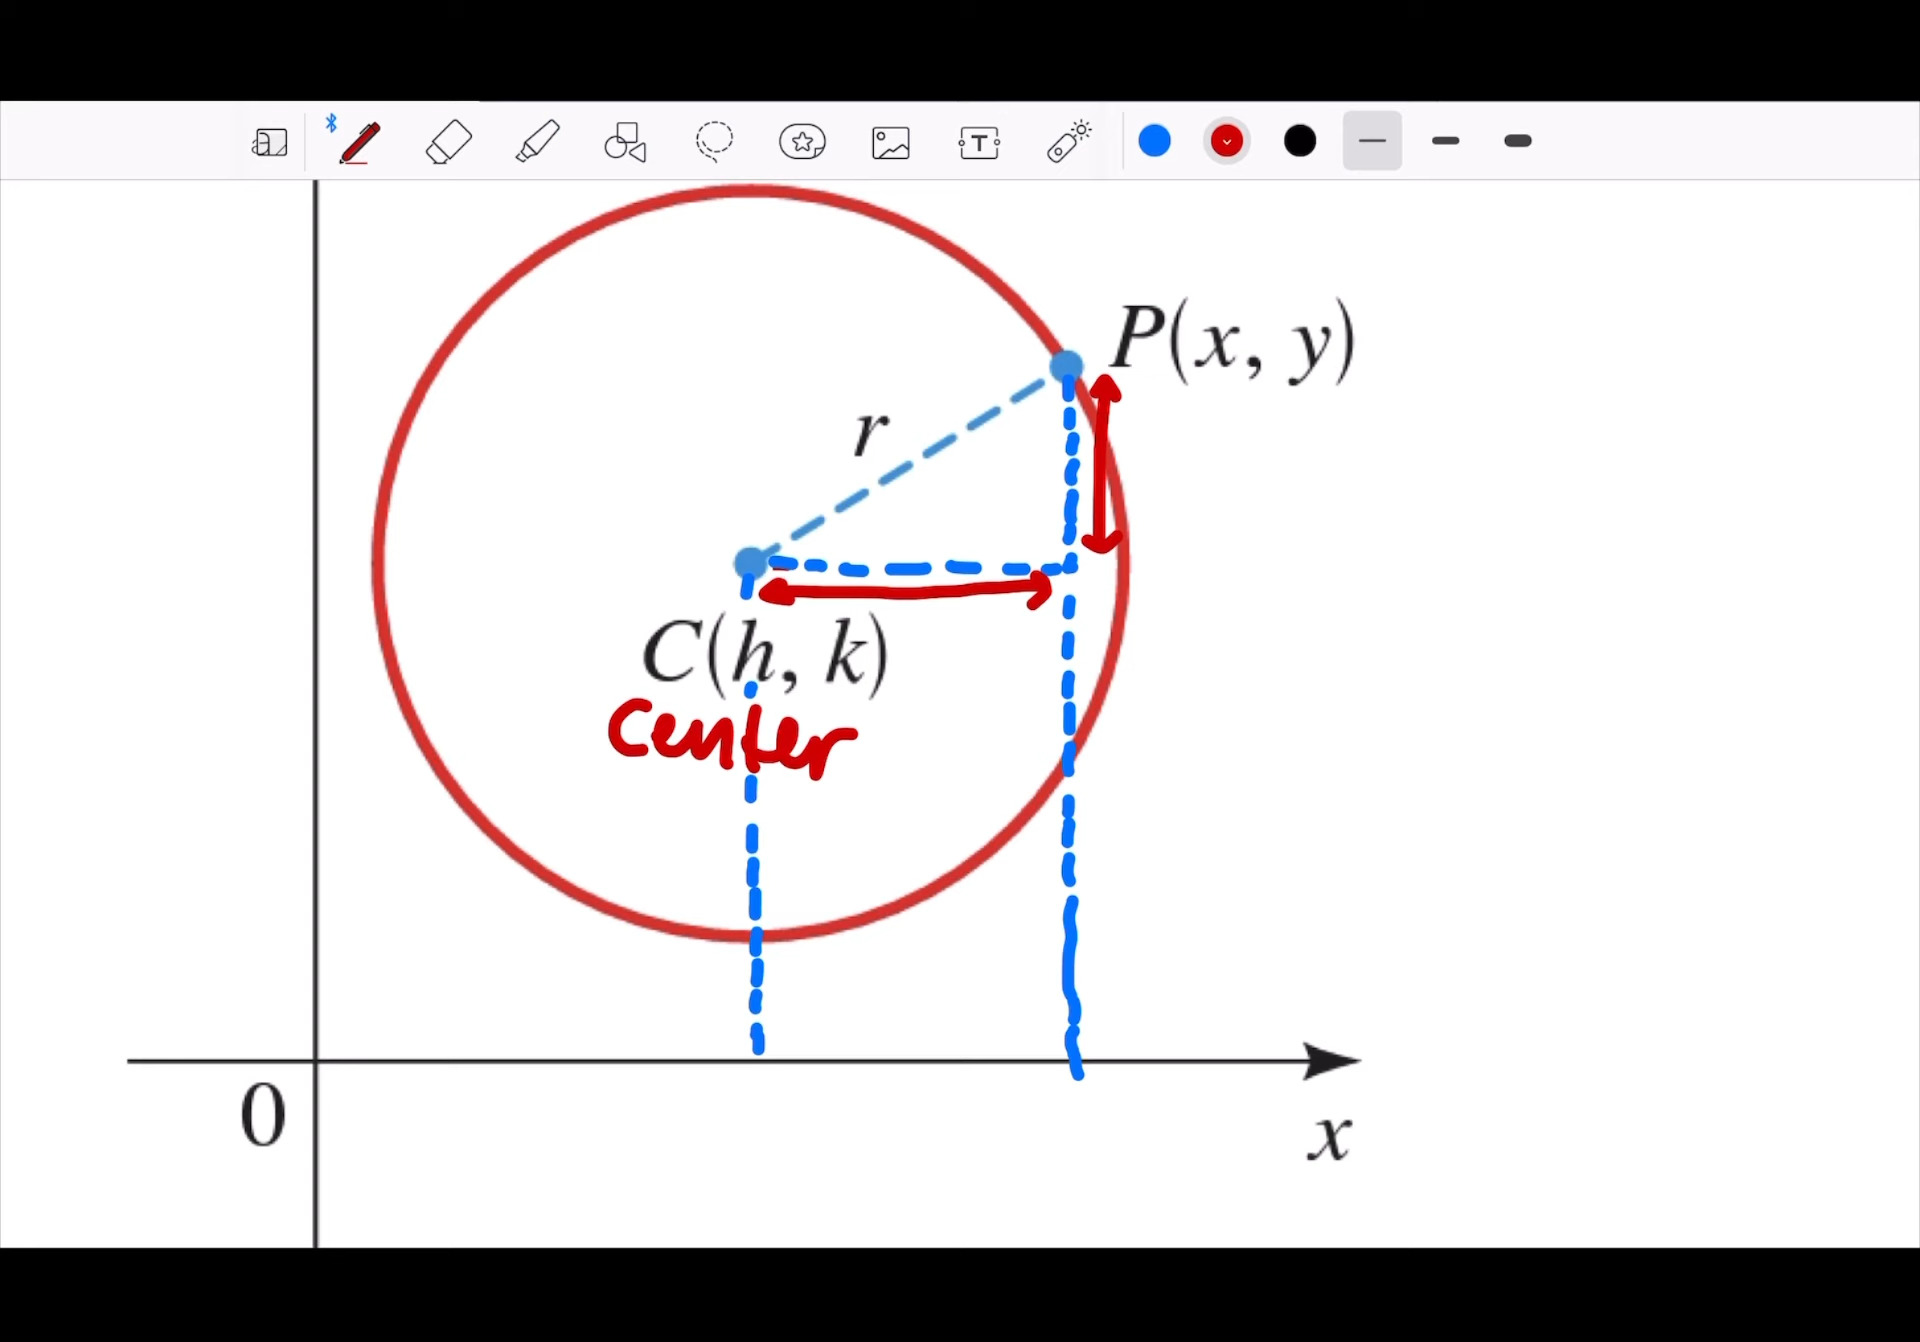 T
P(x, y)
r
C(h, k)
center
0
x